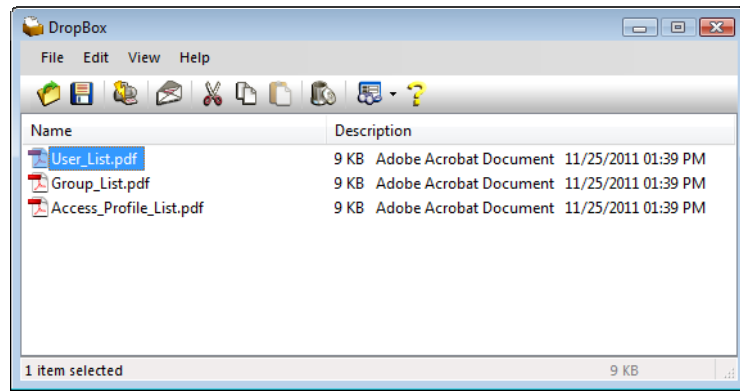 DropBox
File Edit View Help
Name Description
User_List.pdf 9 KB Adobe Acrobat Document 11/25/2011 01:39 PM
Group_List.pdf 9 KB Adobe Acrobat Document 11/25/2011 01:39 PM
Access_Profile_List.pdf 9 KB Adobe Acrobat Document 11/25/2011 01:39 PM
1 item selected 9 KB